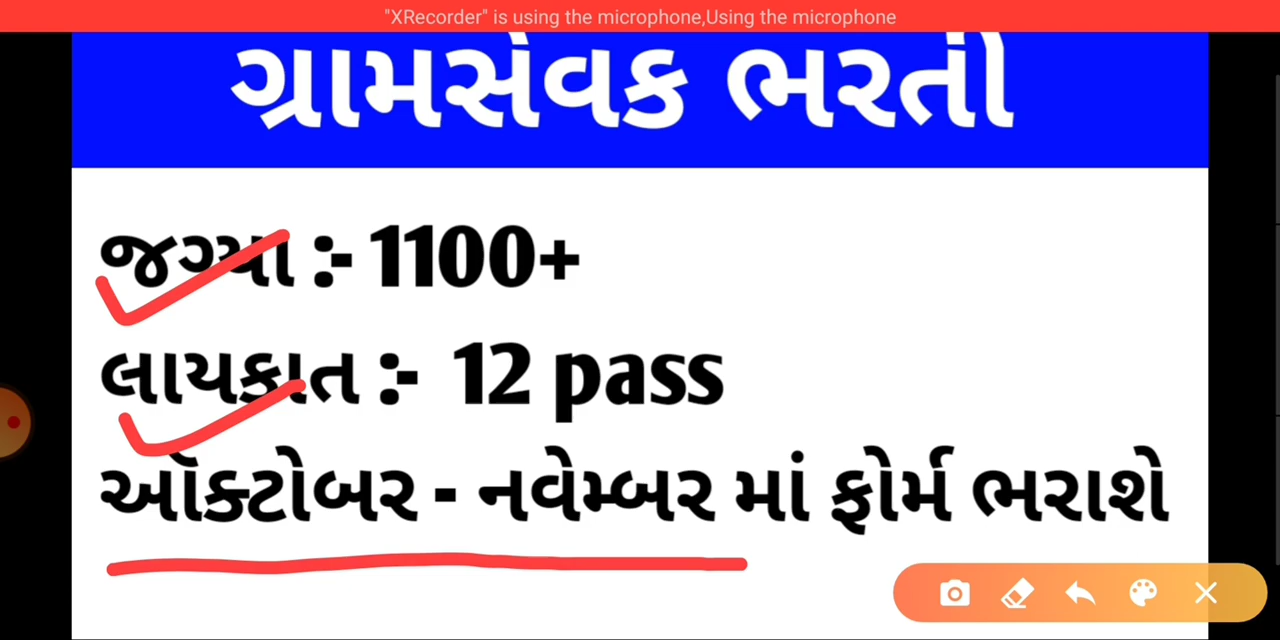 "XRecorder" is using the microphone,Using the microphone
ગ્રામસેવક ભરતી
જગ્યા :- 1100+
લાયકાત :- 12 pass
ઑક્ટોબર - નવેમ્બર માં ફોર્મ ભરાશે